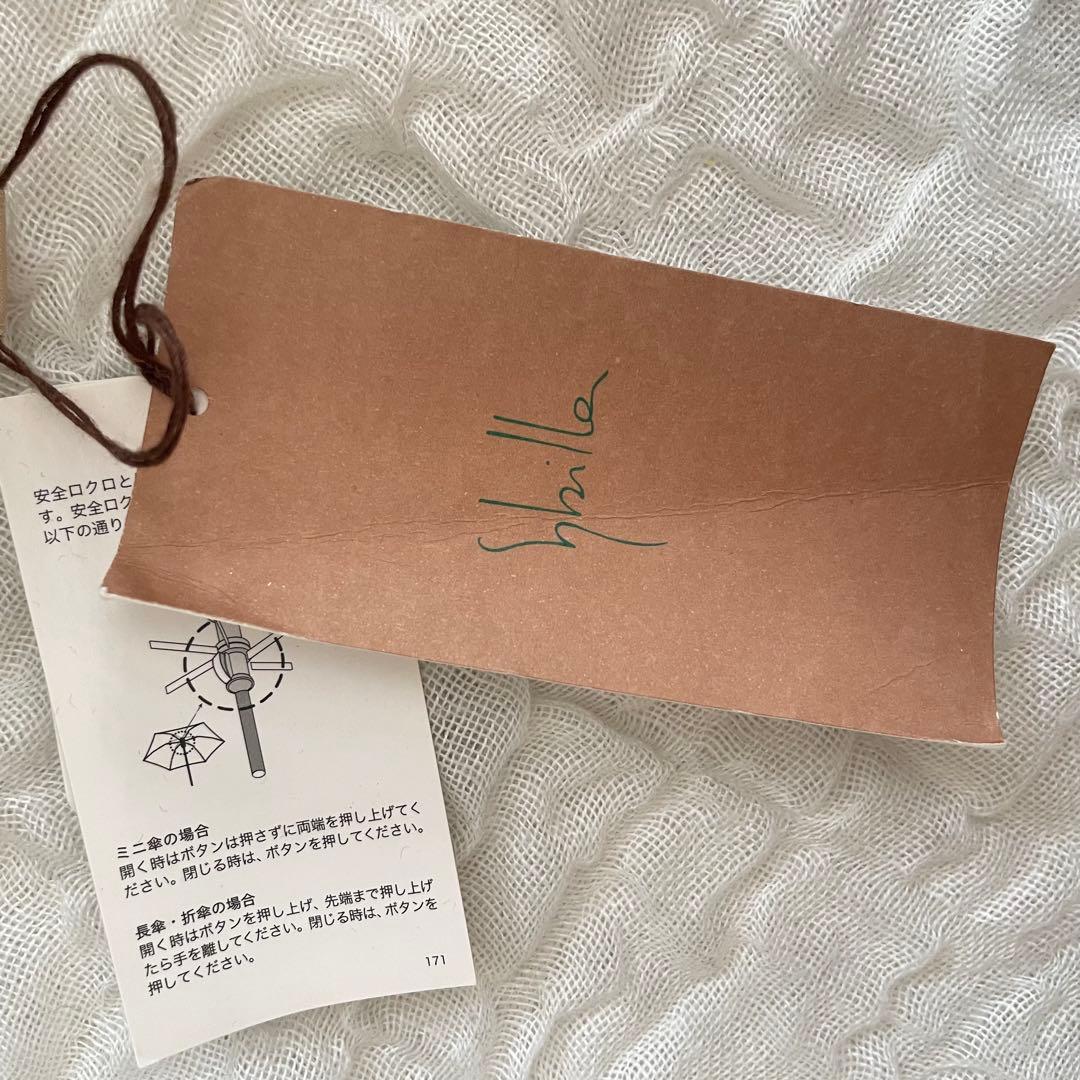 Sybilla
安全ロクロと
す。安全ロク
以下の通り
ミニ傘の場合
開く時はボタンは押さずに両端を押し上げてく
ださい。閉じる時は、ボタンを押してください。
長傘・折傘の場合
開く時はボタンを押し上げ、先端まで押し上げ
たら手を離してください。閉じる時は、ボタンを
押してください。
171